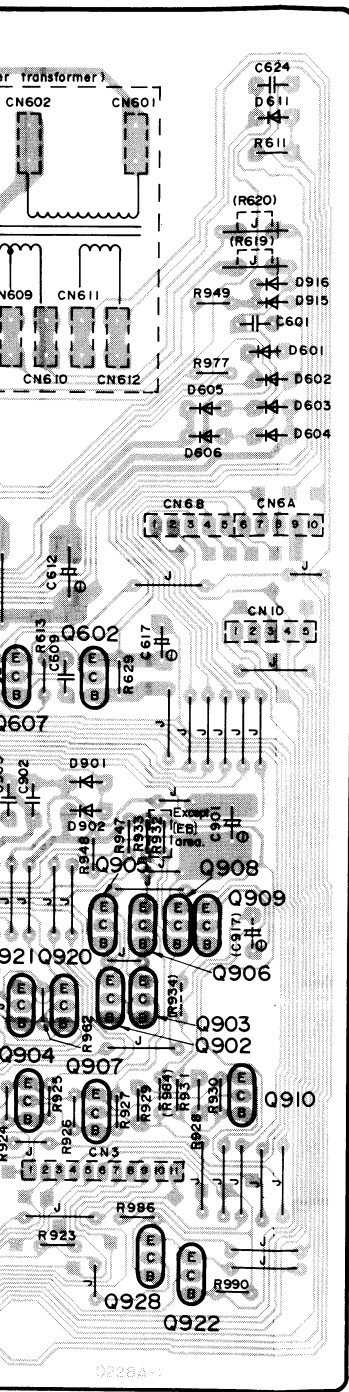 er transformer)
C624
D611
CN602 CN601
R611
(R620)
J
(R619)
J
N609 CN611
D916
D915
R949
C601
D601
CN610 CN612
R977
D602
D605
D603
D604
D606
CN6B CN6A
1 2 3 4 5 6 7 8 9 10
C612
J
J
CN10
1 2 3 4 5
R613
C609
Q602
C617
J
E C B
E C B
R629
Q607
J J J J J J
D901
C902
J
D902
Except
(EB)
area.
C901
R948
R947
R933
R932
Q905
Q908
J
J J J
Q909
E C B
E C B
E C B
E C B
(C917)
921 Q920
J
Q906
E C B
E C B
E C B
E C B
(R934)
Q903
R962
J
Q902
Q904
Q907
E C B
R925
E C B
R927
R929
(R984)
R931
R930
E C B
Q910
R924
R926
R928
J
CN3
1 2 3 4 5 6 7 8 9 10 11
J J J J
J
R986
R923
E C B
J
J
E C B
R990
J
Q928
Q922
0228A-